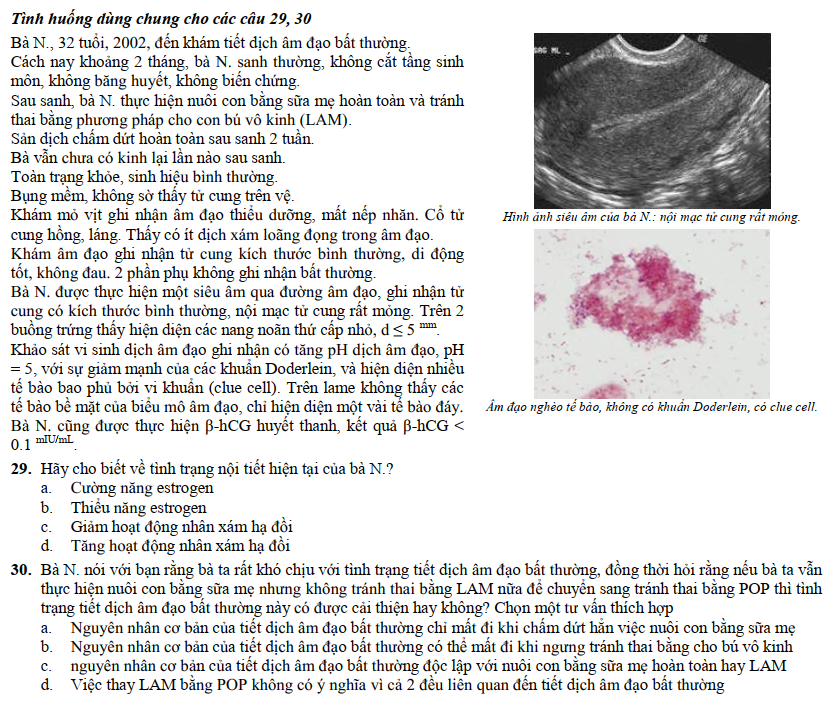 Tình huống dùng chung cho các câu 29, 30
Bà N., 32 tuổi, 2002, đến khám tiết dịch âm đạo bất thường.
Cách nay khoảng 2 tháng, bà N. sanh thường, không cắt tầng sinh
môn, không băng huyết, không biến chứng.
Sau sanh, bà N. thực hiện nuôi con bằng sữa mẹ hoàn toàn và tránh
thai bằng phương pháp cho con bú vô kinh (LAM).
Sản dịch chấm dứt hoàn toàn sau sanh 2 tuần.
Bà vẫn chưa có kinh lại lần nào sau sanh.
Toàn trạng khỏe, sinh hiệu bình thường.
Bụng mềm, không sờ thấy tử cung trên vệ.
Khám mỏ vịt ghi nhận âm đạo thiểu dưỡng, mất nếp nhăn. Cổ tử
cung hồng, láng. Thấy có ít dịch xám loãng đọng trong âm đạo.
Khám âm đạo ghi nhận tử cung kích thước bình thường, di động
tốt, không đau. 2 phần phụ không ghi nhận bất thường.
Bà N. được thực hiện một siêu âm qua đường âm đạo, ghi nhận tử
cung có kích thước bình thường, nội mạc tử cung rất mỏng. Trên 2
buồng trứng thấy hiện diện các nang noãn thứ cấp nhỏ, d ≤ 5 mm.
Khảo sát vi sinh dịch âm đạo ghi nhận có tăng pH dịch âm đạo, pH
= 5, với sự giảm mạnh của các khuẩn Doderlein, và hiện diện nhiều
tế bào bao phủ bởi vi khuẩn (clue cell). Trên lame không thấy các
tế bào bề mặt của biểu mô âm đạo, chỉ hiện diện một vài tế bào đáy.
Bà N. cũng được thực hiện β-hCG huyết thanh, kết quả β-hCG <
0.1 mIU/mL.
SAG ML
GE
Hình ảnh siêu âm của bà N.: nội mạc tử cung rất mỏng.
Âm đạo nghèo tế bào, không có khuẩn Doderlein, có clue cell.
29. Hãy cho biết về tình trạng nội tiết hiện tại của bà N.?
a. Cường năng estrogen
b. Thiểu năng estrogen
c. Giảm hoạt động nhân xám hạ đồi
d. Tăng hoạt động nhân xám hạ đồi
30. Bà N. nói với bạn rằng bà ta rất khó chịu với tình trạng tiết dịch âm đạo bất thường, đồng thời hỏi rằng nếu bà ta vẫn
thực hiện nuôi con bằng sữa mẹ nhưng không tránh thai bằng LAM nữa để chuyển sang tránh thai bằng POP thì tình
trạng tiết dịch âm đạo bất thường này có được cải thiện hay không? Chọn một tư vấn thích hợp
a. Nguyên nhân cơ bản của tiết dịch âm đạo bất thường chỉ mất đi khi chấm dứt hẳn việc nuôi con bằng sữa mẹ
b. Nguyên nhân cơ bản của tiết dịch âm đạo bất thường có thể mất đi khi ngưng tránh thai bằng cho bú vô kinh
c. nguyên nhân cơ bản của tiết dịch âm đạo bất thường độc lập với nuôi con bằng sữa mẹ hoàn toàn hay LAM
d. Việc thay LAM bằng POP không có ý nghĩa vì cả 2 đều liên quan đến tiết dịch âm đạo bất thường